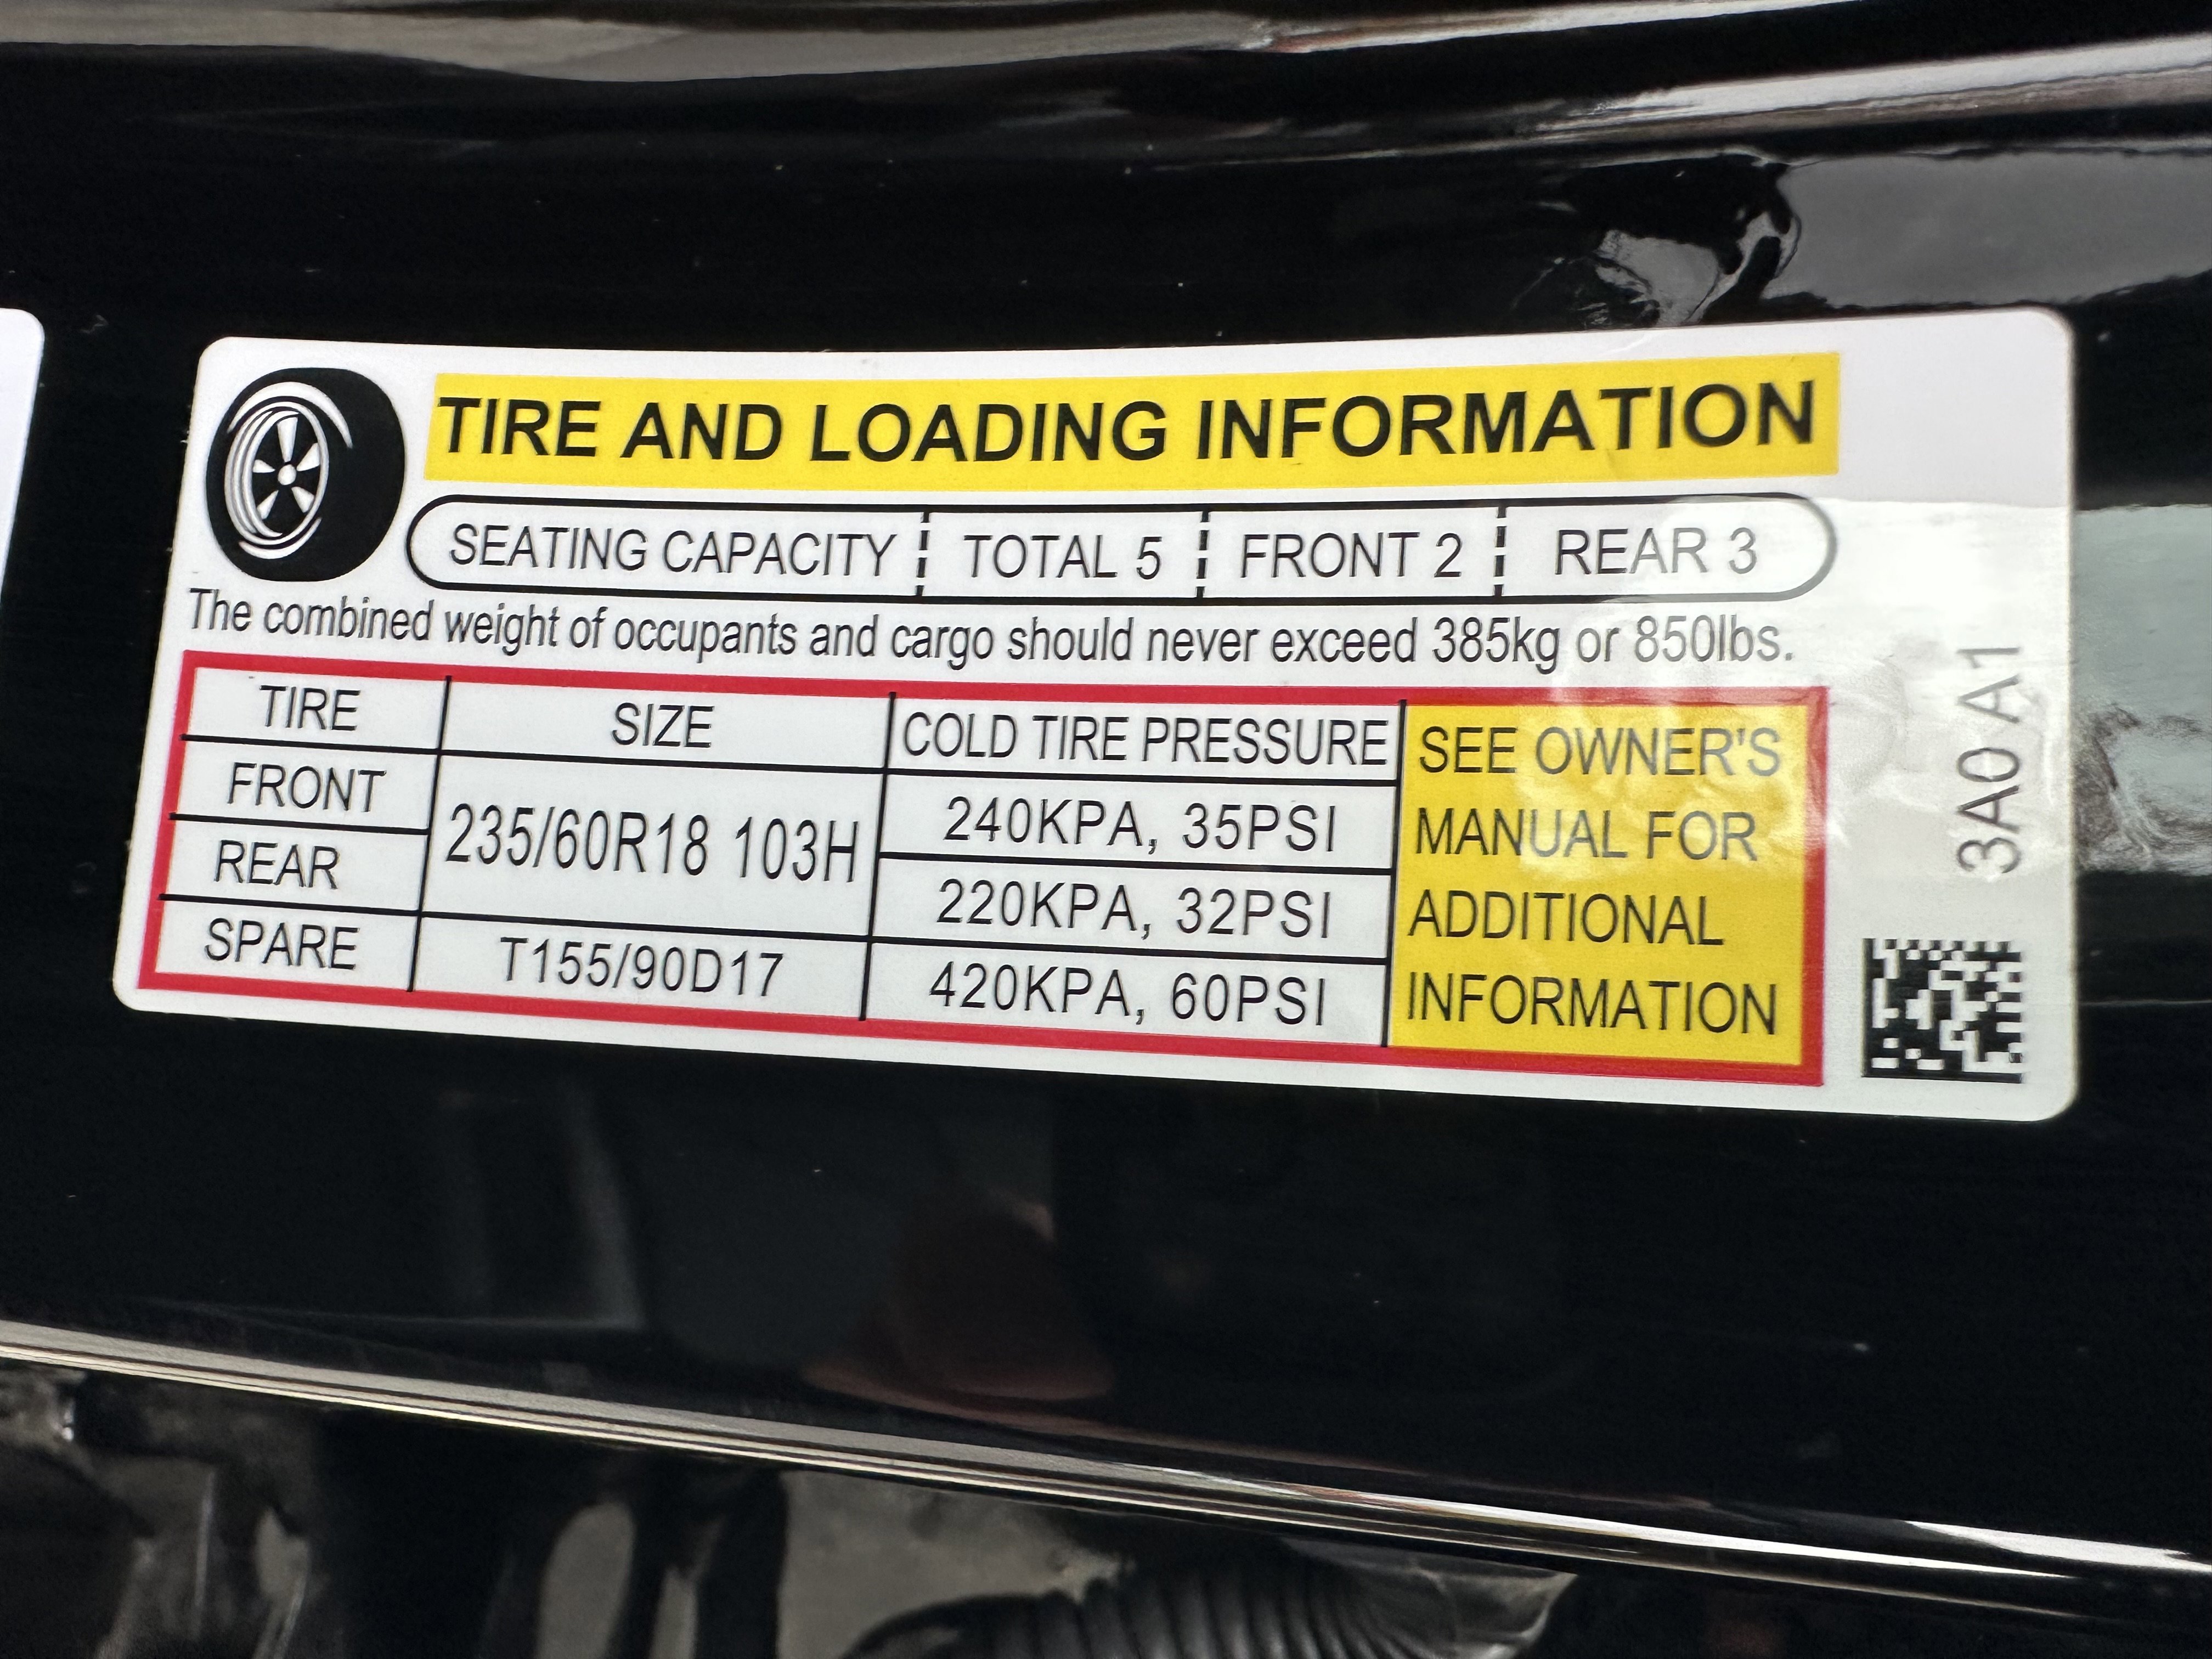 TIRE AND LOADING INFORMATION
SEATING CAPACITY TOTAL 5 FRONT 2 REAR 3
The combined weight of occupants and cargo should never exceed 385kg or 850lbs.
TIRE SIZE COLD TIRE PRESSURE
FRONT 235/60R18 103H 240KPA, 35PSI
REAR 220KPA, 32PSI
SPARE T155/90D17 420KPA, 60PSI
SEE OWNER'S
MANUAL FOR
ADDITIONAL
INFORMATION
3A0 A1